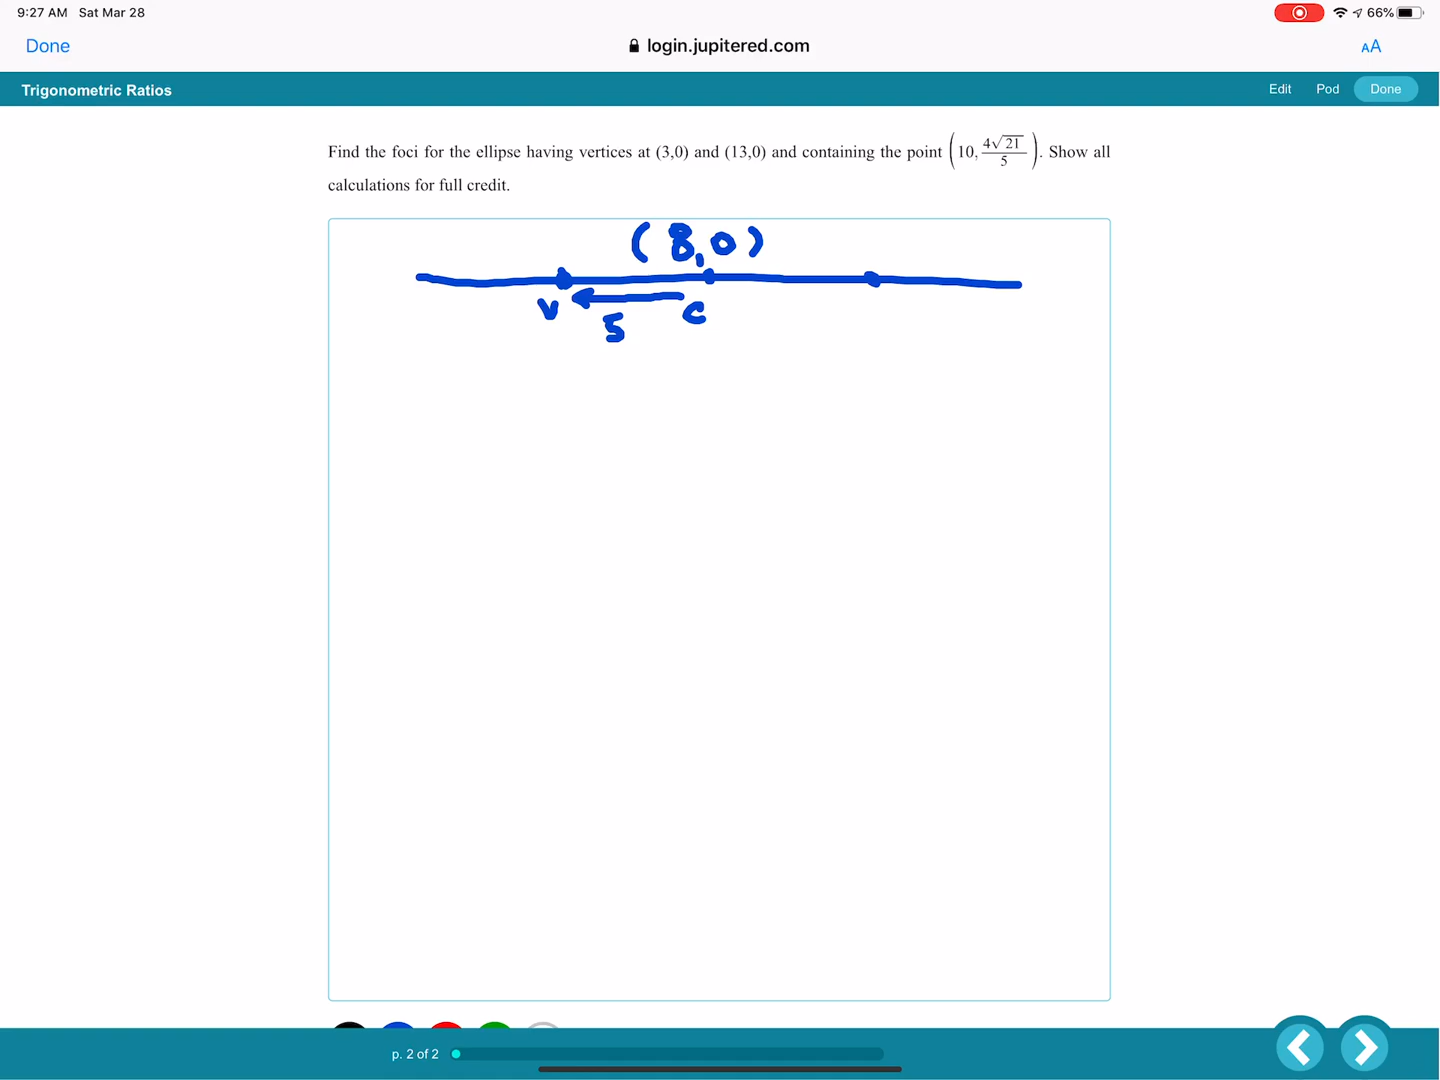 9:27 AM Sat Mar 28
66%
Done
login.jupitered.com
AA
Trigonometric Ratios
Edit Pod Done
Find the foci for the ellipse having vertices at (3,0) and (13,0) and containing the point (10, 4√21/5). Show all
calculations for full credit.
(8,0)
V 5 C
p. 2 of 2